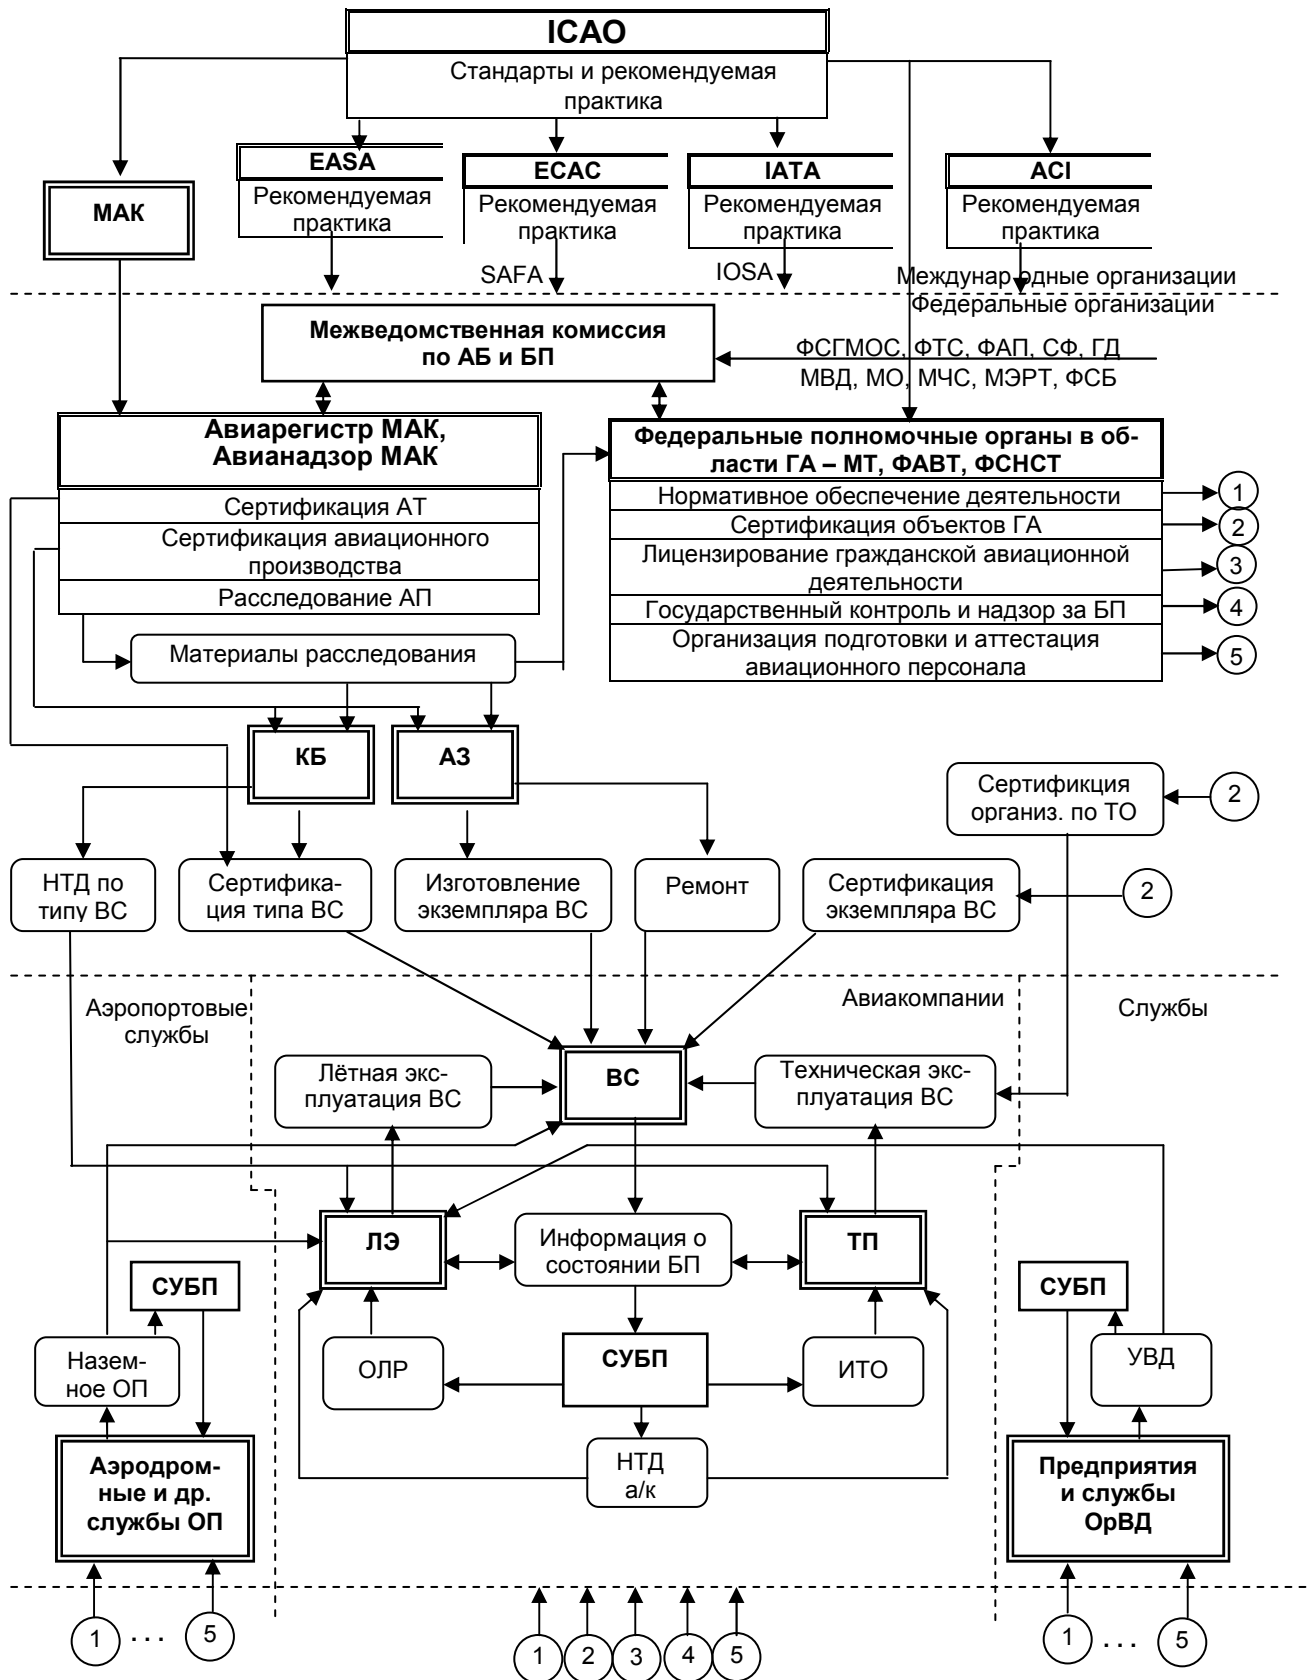 ICAO
Стандарты и рекомендуемая
практика
EASA
Рекомендуемая
практика
ECAC
Рекомендуемая
практика
IATA
Рекомендуемая
практика
ACI
Рекомендуемая
практика
МАК
SAFA
IOSA
Междунар одные организации
Федеральные организации
Межведомственная комиссия
по АБ и БП
ФСГМОС, ФТС, ФАП, СФ, ГД
МВД, МО, МЧС, МЭРТ, ФСБ
Авиарегистр МАК,
Авианадзор МАК
Сертификация АТ
Сертификация авиационного
производства
Расследование АП
Федеральные полномочные органы в об-
ласти ГА – МТ, ФАВТ, ФСНСТ
Нормативное обеспечение деятельности
1
Сертификация объектов ГА
2
Лицензирование гражданской авиационной
деятельности
3
Государственный контроль и надзор за БП
4
Организация подготовки и аттестация
авиационного персонала
5
Материалы расследования
КБ
АЗ
Сертификция
организ. по ТО
2
НТД по
типу ВС
Сертифика-
ция типа ВС
Изготовление
экземпляра ВС
Ремонт
Сертификация
экземпляра ВС
2
Аэропортовые
службы
Авиакомпании
Службы
Лётная экс-
плуатация ВС
ВС
Техническая экс-
плуатация ВС
ЛЭ
Информация о
состоянии БП
ТП
СУБП
СУБП
Назем-
ное ОП
ОЛР
СУБП
ИТО
УВД
Аэродром-
ные и др.
службы ОП
НТД
а/к
Предприятия
и службы
ОрВД
1 . . . 5
1 2 3 4 5
1 . . . 5